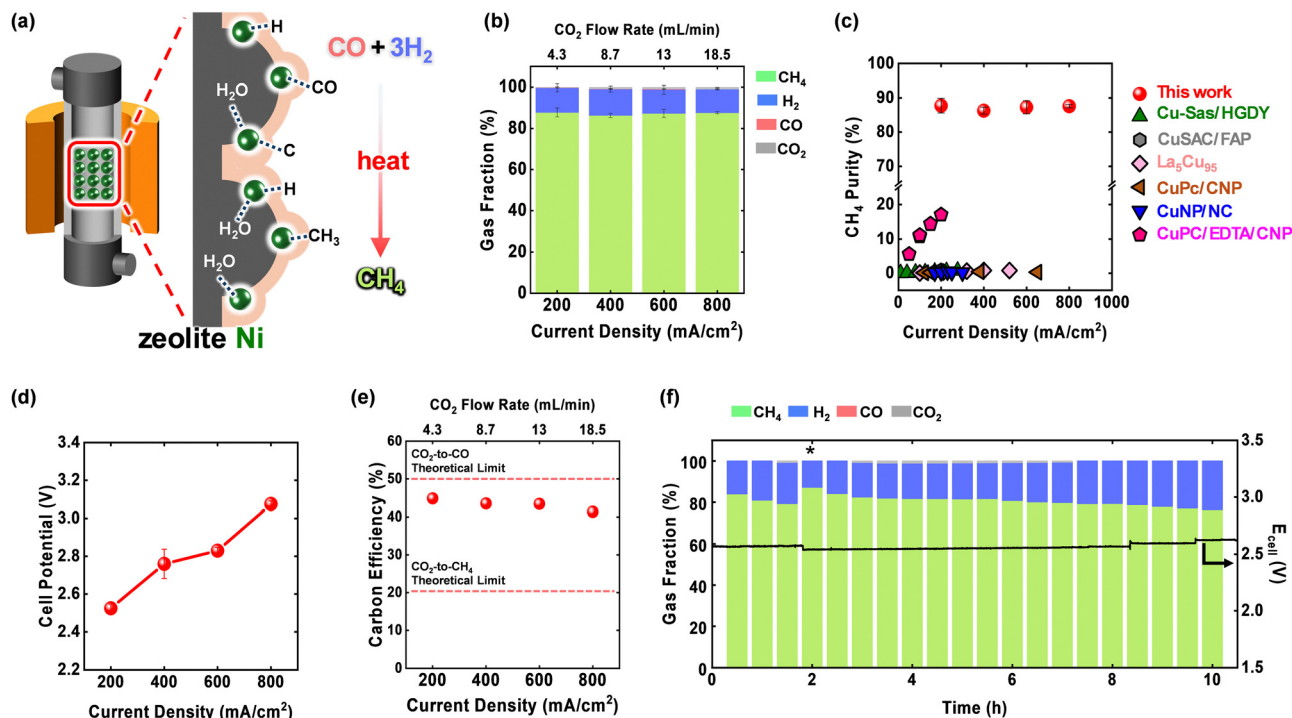 (a)
H
CO
H2O
C
H
H2O
CH3
H2O
zeolite Ni
CO + 3H2
heat
CH4
(b)
CO2 Flow Rate (mL/min)
4.3 8.7 13 18.5
100
80
60
40
20
0
Gas Fraction (%)
200 400 600 800
Current Density (mA/cm2)
CH4
H2
CO
CO2
(c)
100
90
80
70
20
10
0
CH4 Purity (%)
0 200 400 600 800 1000
Current Density (mA/cm2)
This work
Cu-Sas/HGDY
CuSAC/FAP
La5Cu95
CuPc/CNP
CuNP/NC
CuPC/EDTA/CNP
(d)
3.4
3.2
3.0
2.8
2.6
2.4
2.2
Cell Potential (V)
200 400 600 800
Current Density (mA/cm2)
(e)
CO2 Flow Rate (mL/min)
4.3 8.7 13 18.5
60
50
40
30
20
10
0
Carbon Efficiency (%)
CO2-to-CO
Theoretical Limit
CO2-to-CH4
Theoretical Limit
200 400 600 800
Current Density (mA/cm2)
(f)
CH4 H2 CO CO2
*
100
80
60
40
20
0
Gas Fraction (%)
3.5
3.0
2.5
2.0
1.5
Ecell (V)
0 2 4 6 8 10
Time (h)